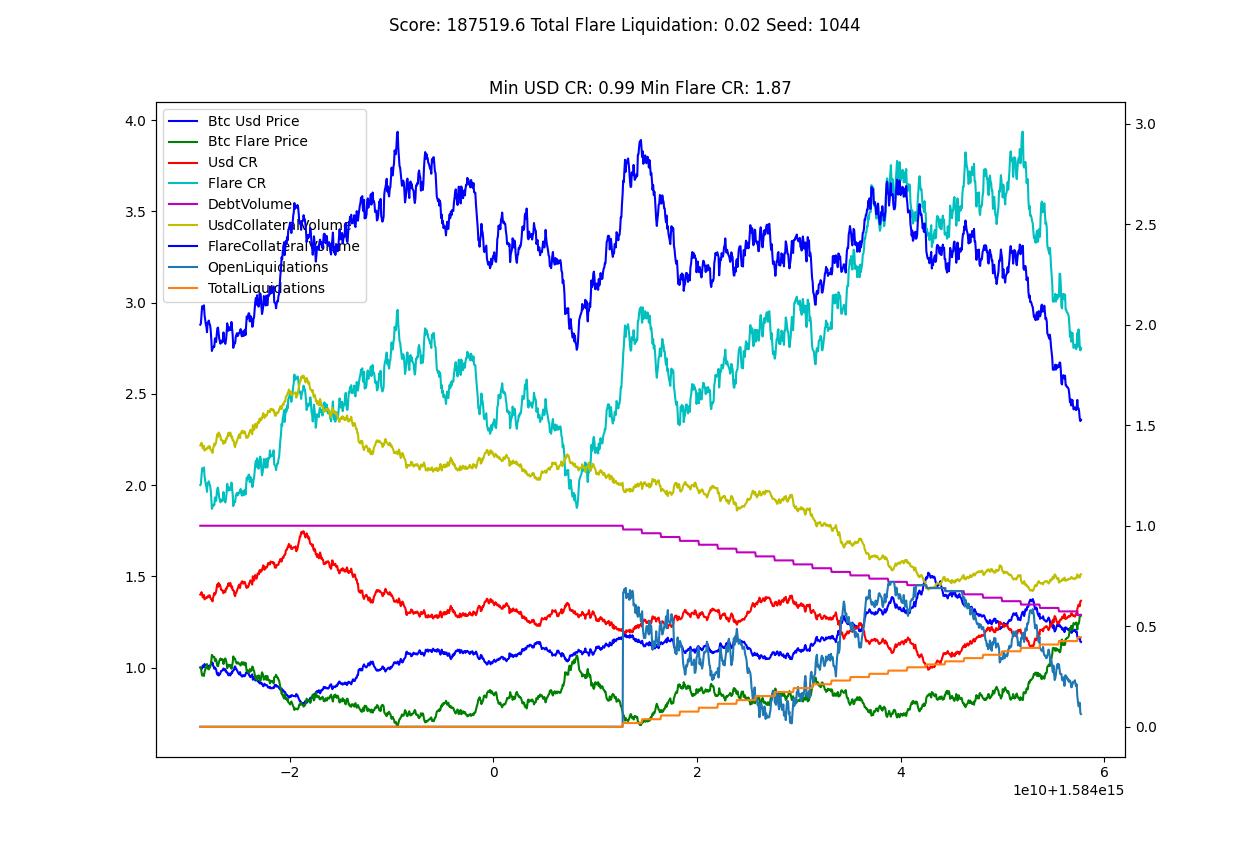 Score: 187519.6 Total Flare Liquidation: 0.02 Seed: 1044
Min USD CR: 0.99 Min Flare CR: 1.87
Btc Usd Price
Btc Flare Price
Usd CR
Flare CR
DebtVolume
UsdCollateralVolume
FlareCollateralVolume
OpenLiquidations
TotalLiquidations
4.0
3.5
3.0
2.5
2.0
1.5
1.0
3.0
2.5
2.0
1.5
1.0
0.5
0.0
−2 0 2 4 6
1e10+1.584e15